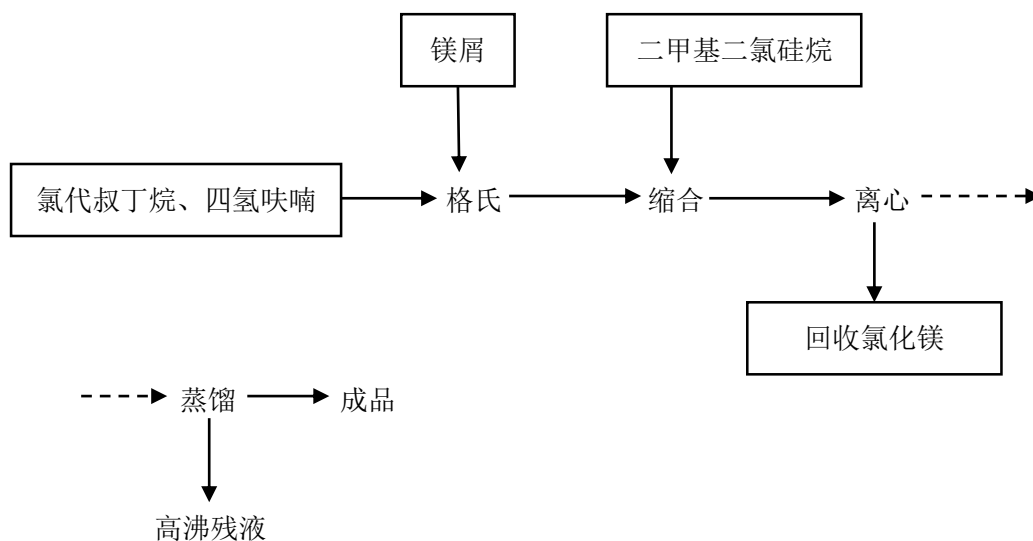 镁屑
二甲基二氯硅烷
氯代叔丁烷、四氢呋喃
格氏
缩合
离心
回收氯化镁
蒸馏
成品
高沸残液